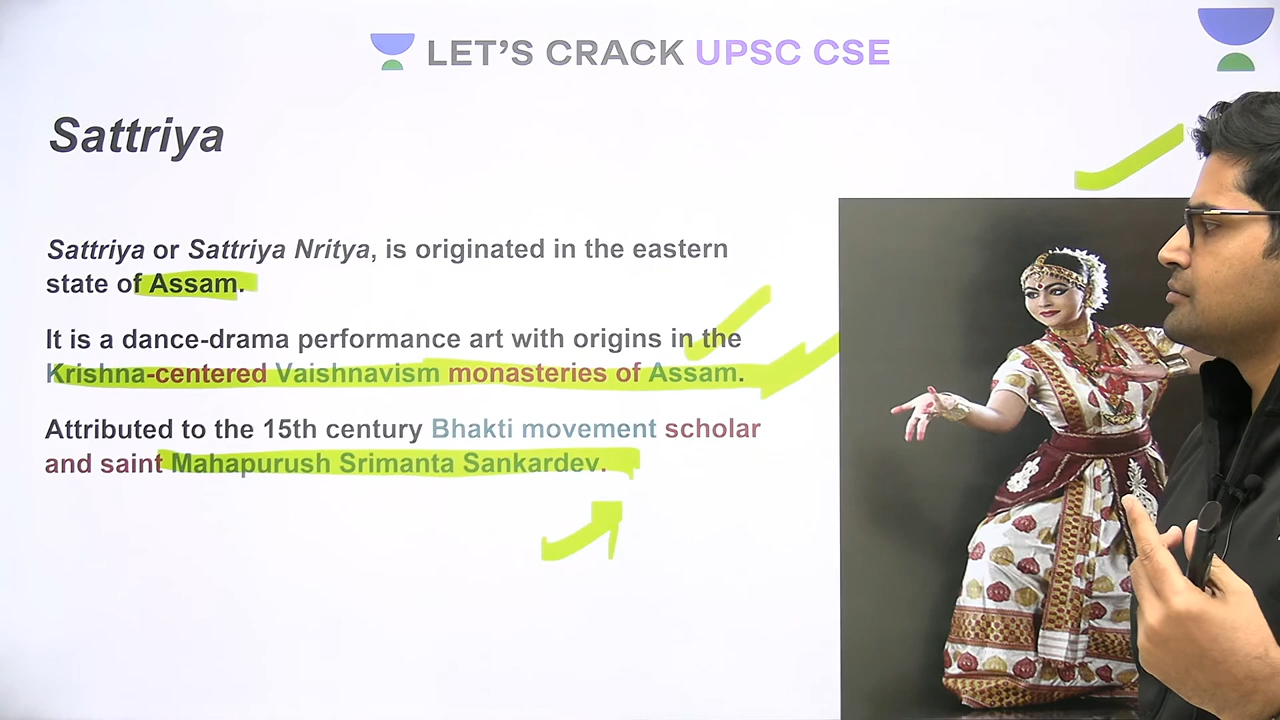 LET'S CRACK UPSC CSE
Sattriya
Sattriya or Sattriya Nritya, is originated in the eastern
state of Assam.
It is a dance-drama performance art with origins in the
Krishna-centered Vaishnavism monasteries of Assam.
Attributed to the 15th century Bhakti movement scholar
and saint Mahapurush Srimanta Sankardev.